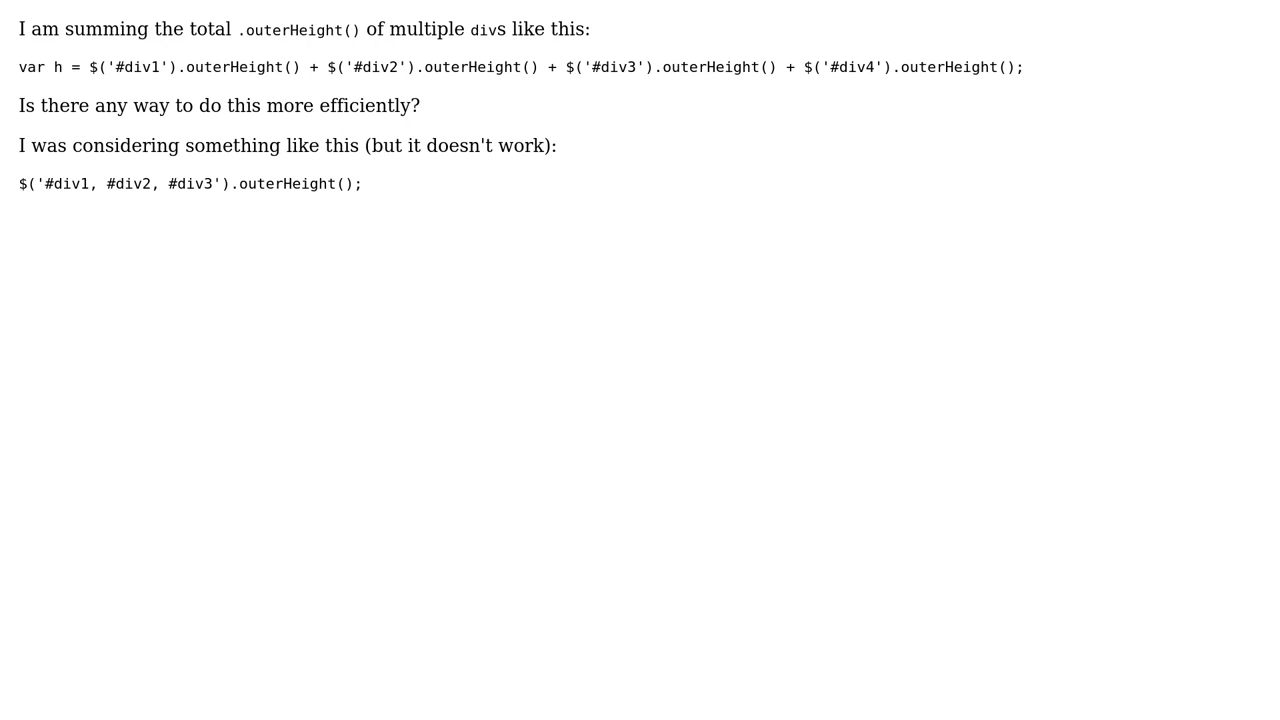 I am summing the total .outerHeight() of multiple divs like this:
var h = $('#div1').outerHeight() + $('#div2').outerHeight() + $('#div3').outerHeight() + $('#div4').outerHeight();
Is there any way to do this more efficiently?
I was considering something like this (but it doesn't work):
$('#div1, #div2, #div3').outerHeight();